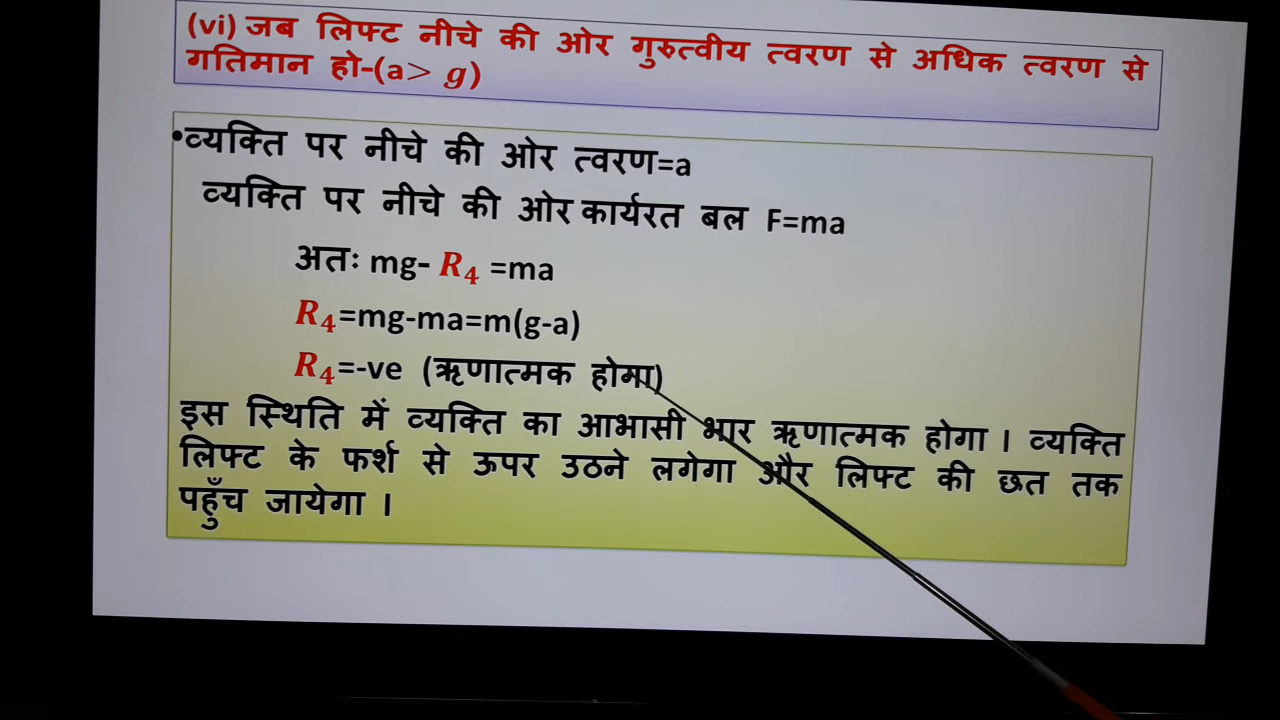 (vi) जब लिफ्ट नीचे की ओर गुरुत्वीय त्वरण से अधिक त्वरण से
गतिमान हो-(a> g)
•व्यक्ति पर नीचे की ओर त्वरण=a
व्यक्ति पर नीचे की ओर कार्यरत बल F=ma
अतः mg- R₄ =ma
R₄=mg-ma=m(g-a)
R₄=-ve (ऋणात्मक होगा)
इस स्थिति में व्यक्ति का आभासी भार ऋणात्मक होगा । व्यक्ति
लिफ्ट के फर्श से ऊपर उठने लगेगा और लिफ्ट की छत तक
पहुँच जायेगा ।